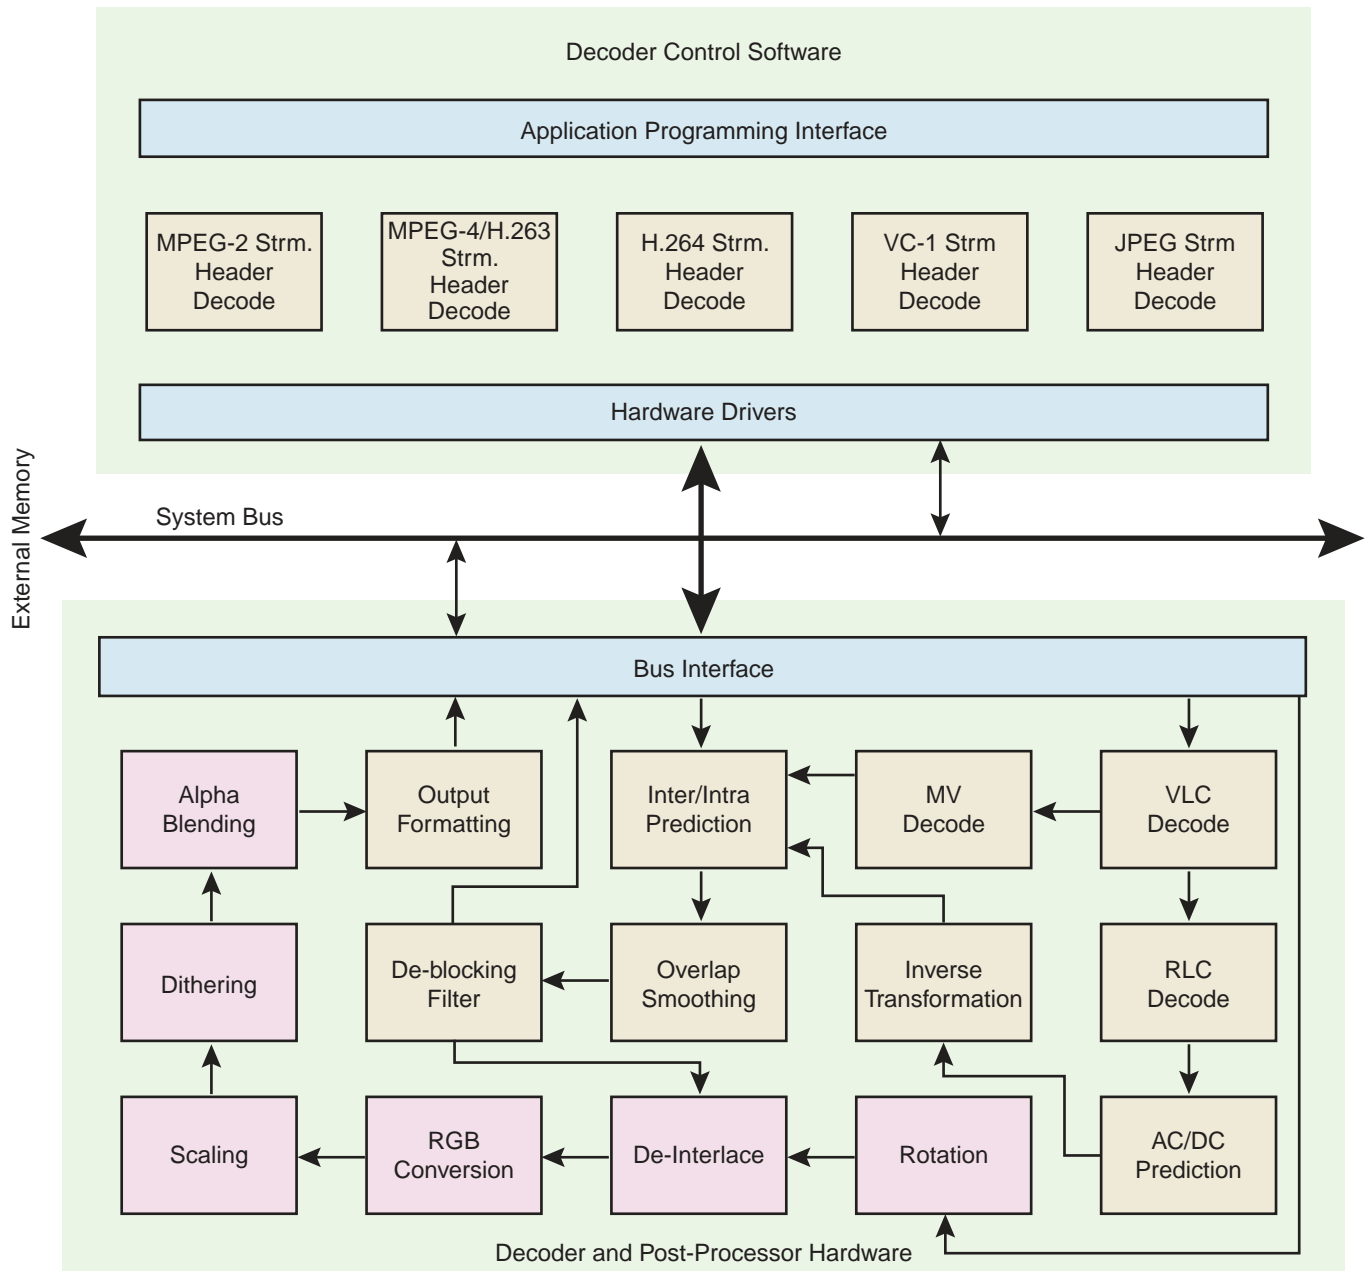 Decoder Control Software
Application Programming Interface
MPEG-2 Strm.
Header
Decode
MPEG-4/H.263
Strm.
Header
Decode
H.264 Strm.
Header
Decode
VC-1 Strm
Header
Decode
JPEG Strm
Header
Decode
Hardware Drivers
External Memory
System Bus
Bus Interface
Alpha
Blending
Output
Formatting
Inter/Intra
Prediction
MV
Decode
VLC
Decode
Dithering
De-blocking
Filter
Overlap
Smoothing
Inverse
Transformation
RLC
Decode
Scaling
RGB
Conversion
De-Interlace
Rotation
AC/DC
Prediction
Decoder and Post-Processor Hardware